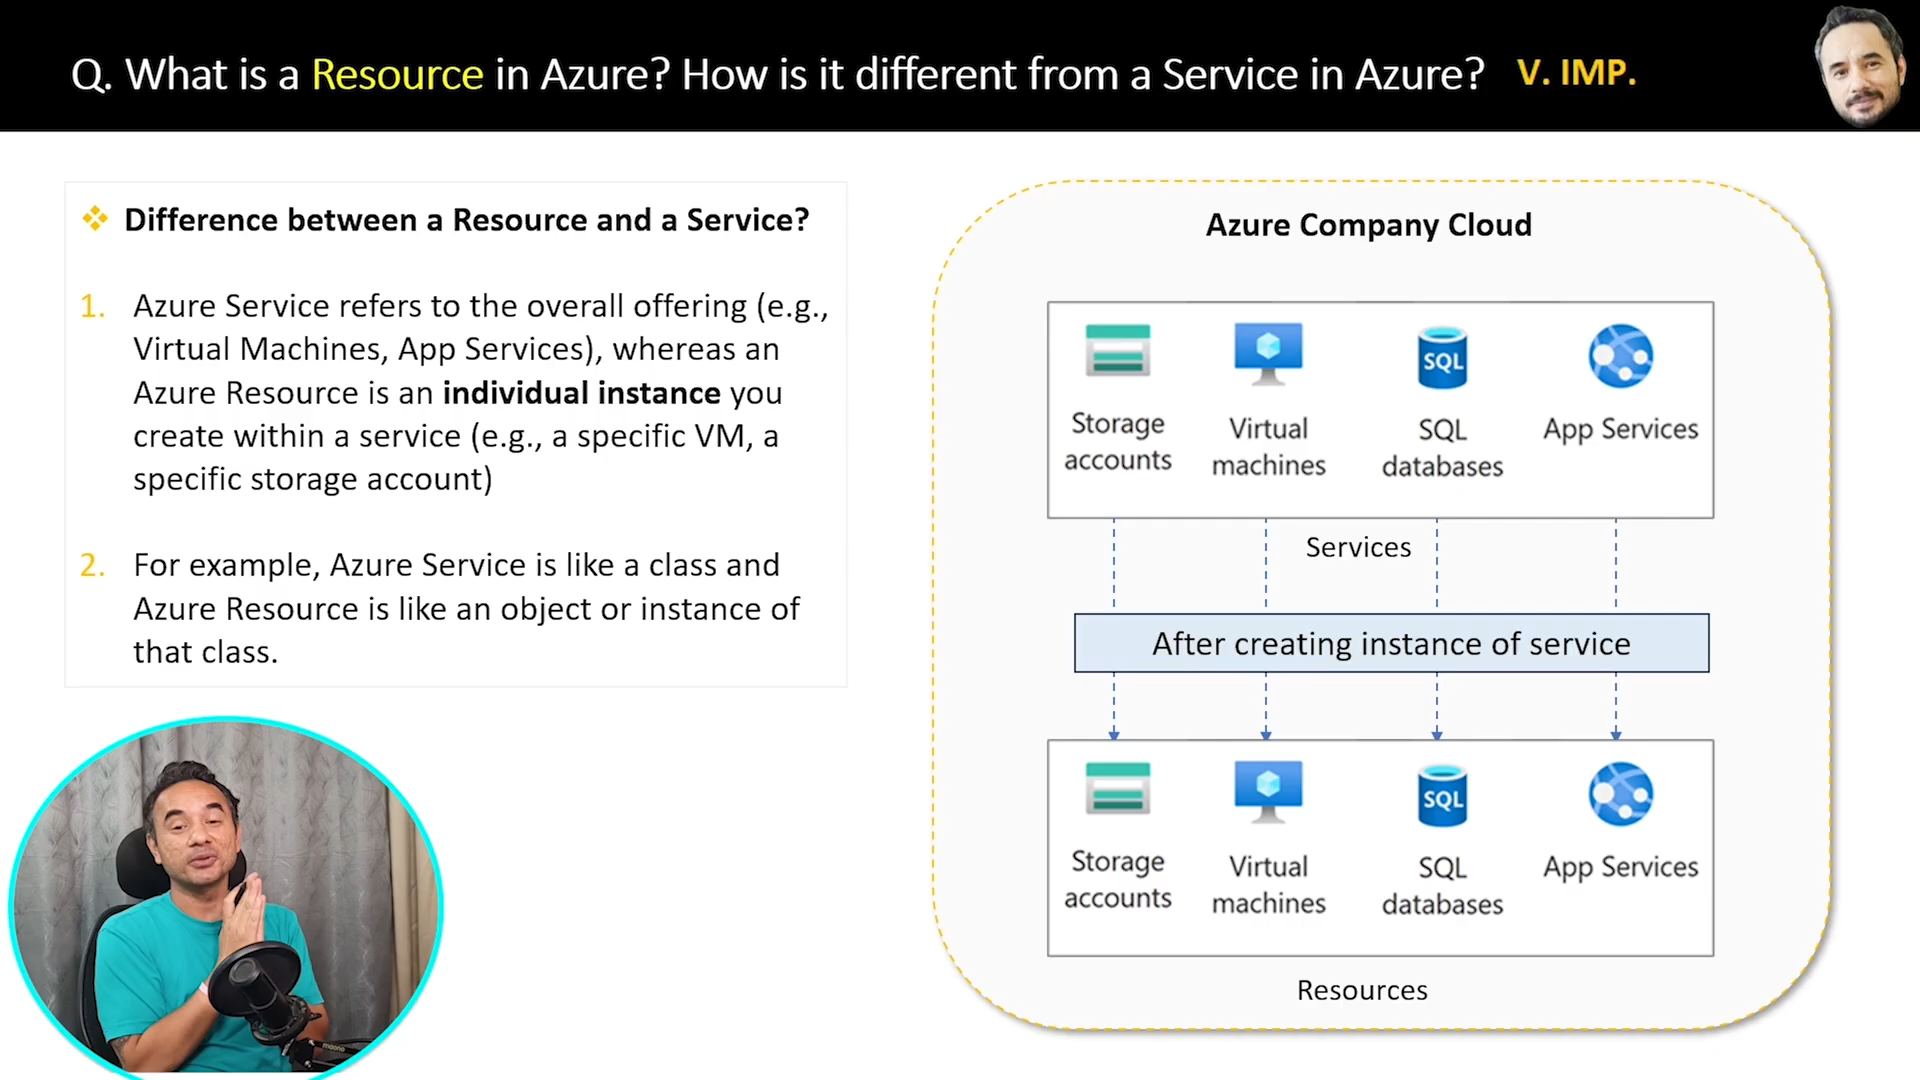 Q. What is a Resource in Azure? How is it different from a Service in Azure? V. IMP.
Difference between a Resource and a Service?
1. Azure Service refers to the overall offering (e.g.,
Virtual Machines, App Services), whereas an
Azure Resource is an individual instance you
create within a service (e.g., a specific VM, a
specific storage account)
2. For example, Azure Service is like a class and
Azure Resource is like an object or instance of
that class.
Azure Company Cloud
Storage
accounts
Virtual
machines
SQL
SQL
databases
App Services
Services
After creating instance of service
Storage
accounts
Virtual
machines
SQL
SQL
databases
App Services
Resources
maono